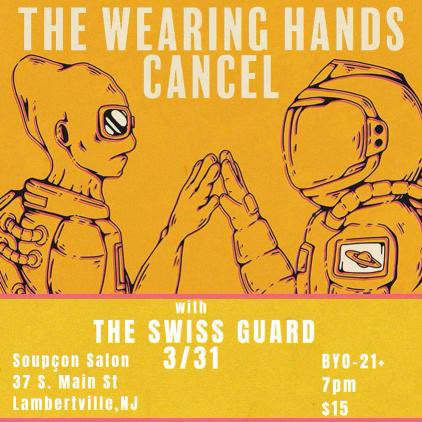 THE WEARING HANDS
CANCEL
with
THE SWISS GUARD
3/31
Soupçon Salon
37 S. Main St
Lambertville,NJ
BYO-21+
7pm
$15